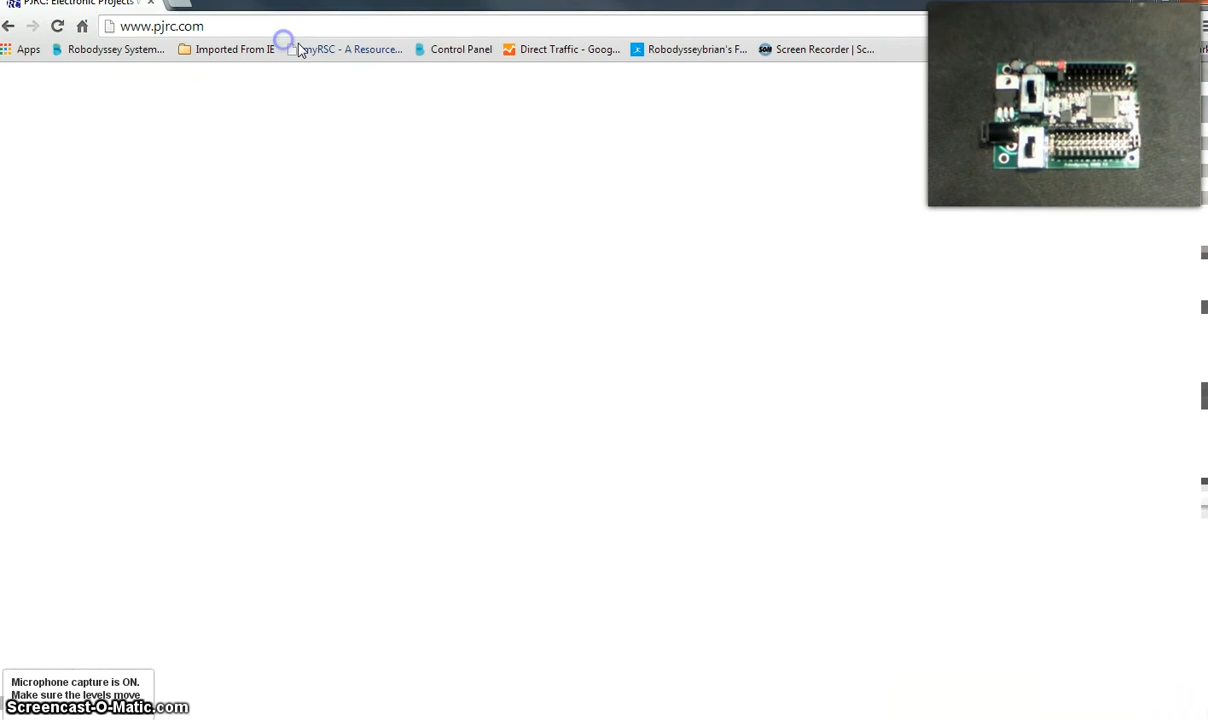 PJRC: Electronic Projects
www.pjrc.com
Apps Robodyssey System... Imported From IE myRSC - A Resource... Control Panel Direct Traffic - Goog... Robodysseybrian's F... Screen Recorder | Sc...
Microphone capture is ON.
Make sure the levels move
Screencast-O-Matic.com